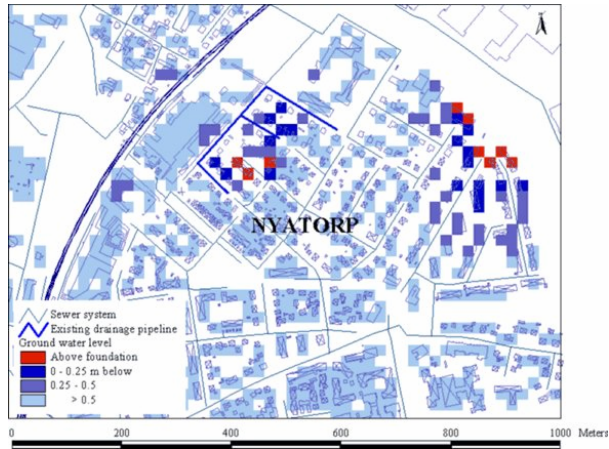 N
NYATORP
Sewer system
Existing drainage pipeline
Ground water level
Above foundation
0 - 0.25 m below
0.25 - 0.5
> 0.5
0 200 400 600 800 1000 Meters